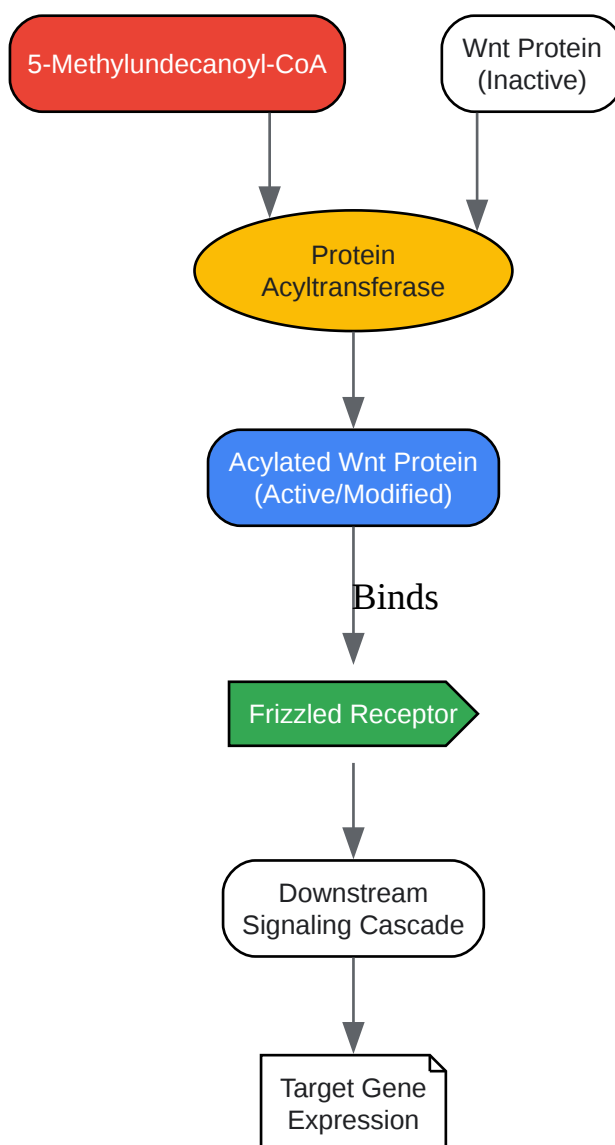 5-Methylundecanoyl-CoA
Wnt Protein
(Inactive)
Protein
Acyltransferase
Acylated Wnt Protein
(Active/Modified)
Binds
Frizzled Receptor
Downstream
Signaling Cascade
Target Gene
Expression